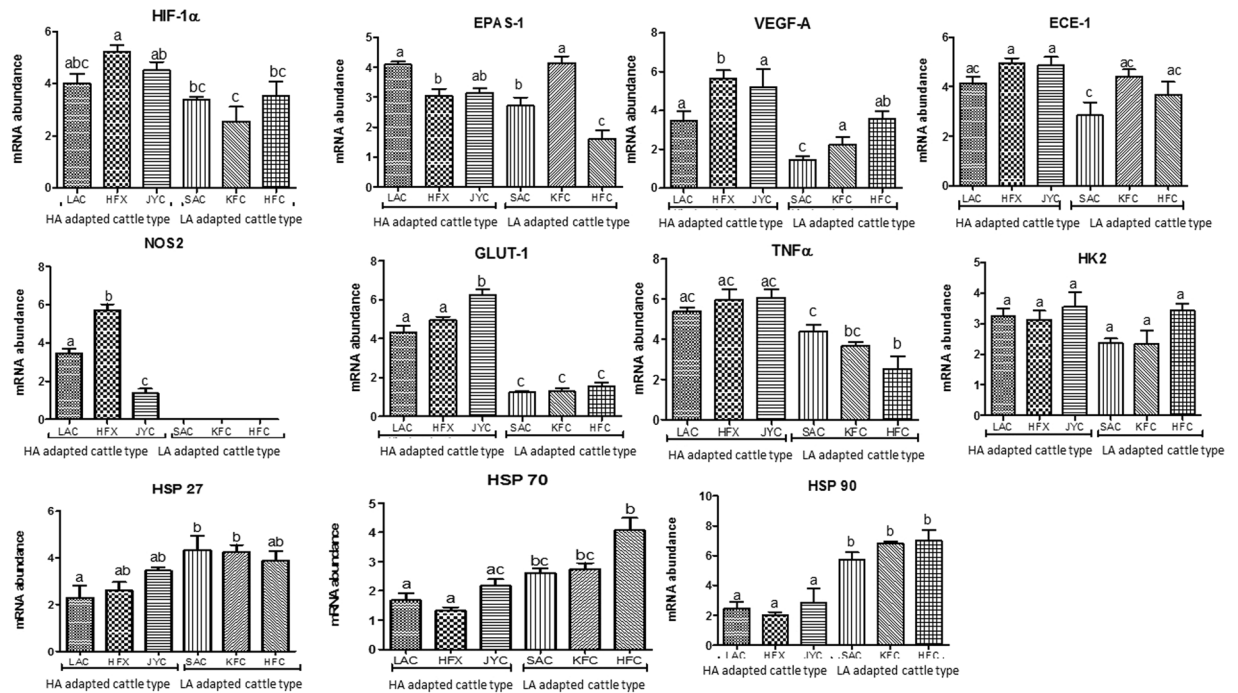 HIF-1α
mRNA abundance
6
4
2
0
abc
a
ab
bc
c
bc
LAC HFX JYC SAC KFC HFC
HA adapted cattle type LA adapted cattle type
EPAS-1
mRNA abundance
5
4
3
2
1
0
a
b
ab
b
a
c
LAC HFX JYC SAC KFC HFC
HA adapted cattle type LA adapted cattle type
VEGF-A
mRNA abundance
8
6
4
2
0
a
b
a
c
a
ab
LAC HFX JYC SAC KFC HFC
HA adapted cattle type LA adapted cattle type
ECE-1
mRNA abundance
6
4
2
0
ac
a
a
c
ac
ac
LAC HFX JYC SAC KFC HFC
HA adapted cattle type LA adapted cattle type
NOS2
mRNA abundance
8
6
4
2
0
a
b
c
LAC HFX JYC SAC KFC HFC
HA adapted cattle type LA adapted cattle type
GLUT-1
mRNA abundance
8
6
4
2
0
a
a
b
c
c
c
LAC HFX JYC SAC KFC HFC
HA adapted cattle type LA adapted cattle type
TNFα
mRNA abundance
8
6
4
2
0
ac
ac
ac
c
bc
b
LAC HFX JYC SAC KFC HFC
HA adapted cattle type LA adapted cattle type
HK2
mRNA abundance
5
4
3
2
1
0
a
a
a
a
a
a
LAC HFX JYC SAC KFC HFC
HA adapted cattle type LA adapted cattle type
HSP 27
mRNA abundance
6
4
2
0
a
ab
ab
b
b
ab
LAC HFX JYC SAC KFC HFC
HA adapted cattle type LA adapted cattle type
HSP 70
mRNA abundance
5
4
3
2
1
0
a
a
ac
bc
bc
b
LAC HFX JYC SAC KFC HFC
HA adapted cattle type LA adapted cattle type
HSP 90
mRNA abundance
10
8
6
4
2
0
a
a
a
b
b
b
LAC HFX JYC SAC KFC HFC
HA adapted cattle type LA adapted cattle type